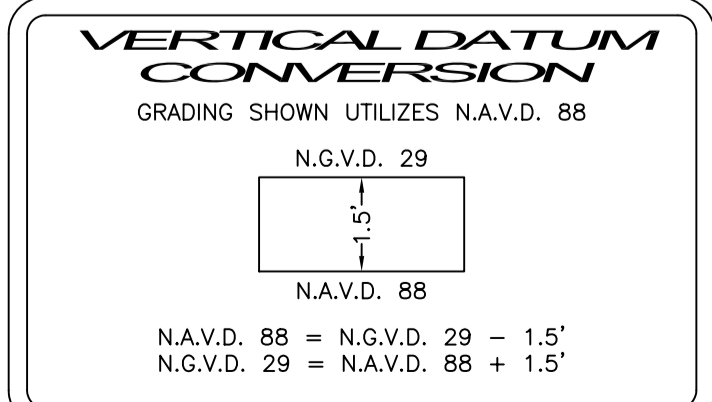 VERTICAL DATUM
CONVERSION
GRADING SHOWN UTILIZES N.A.V.D. 88
N.G.V.D. 29
1.5'
N.A.V.D. 88
N.A.V.D. 88 = N.G.V.D. 29 - 1.5'
N.G.V.D. 29 = N.A.V.D. 88 + 1.5'